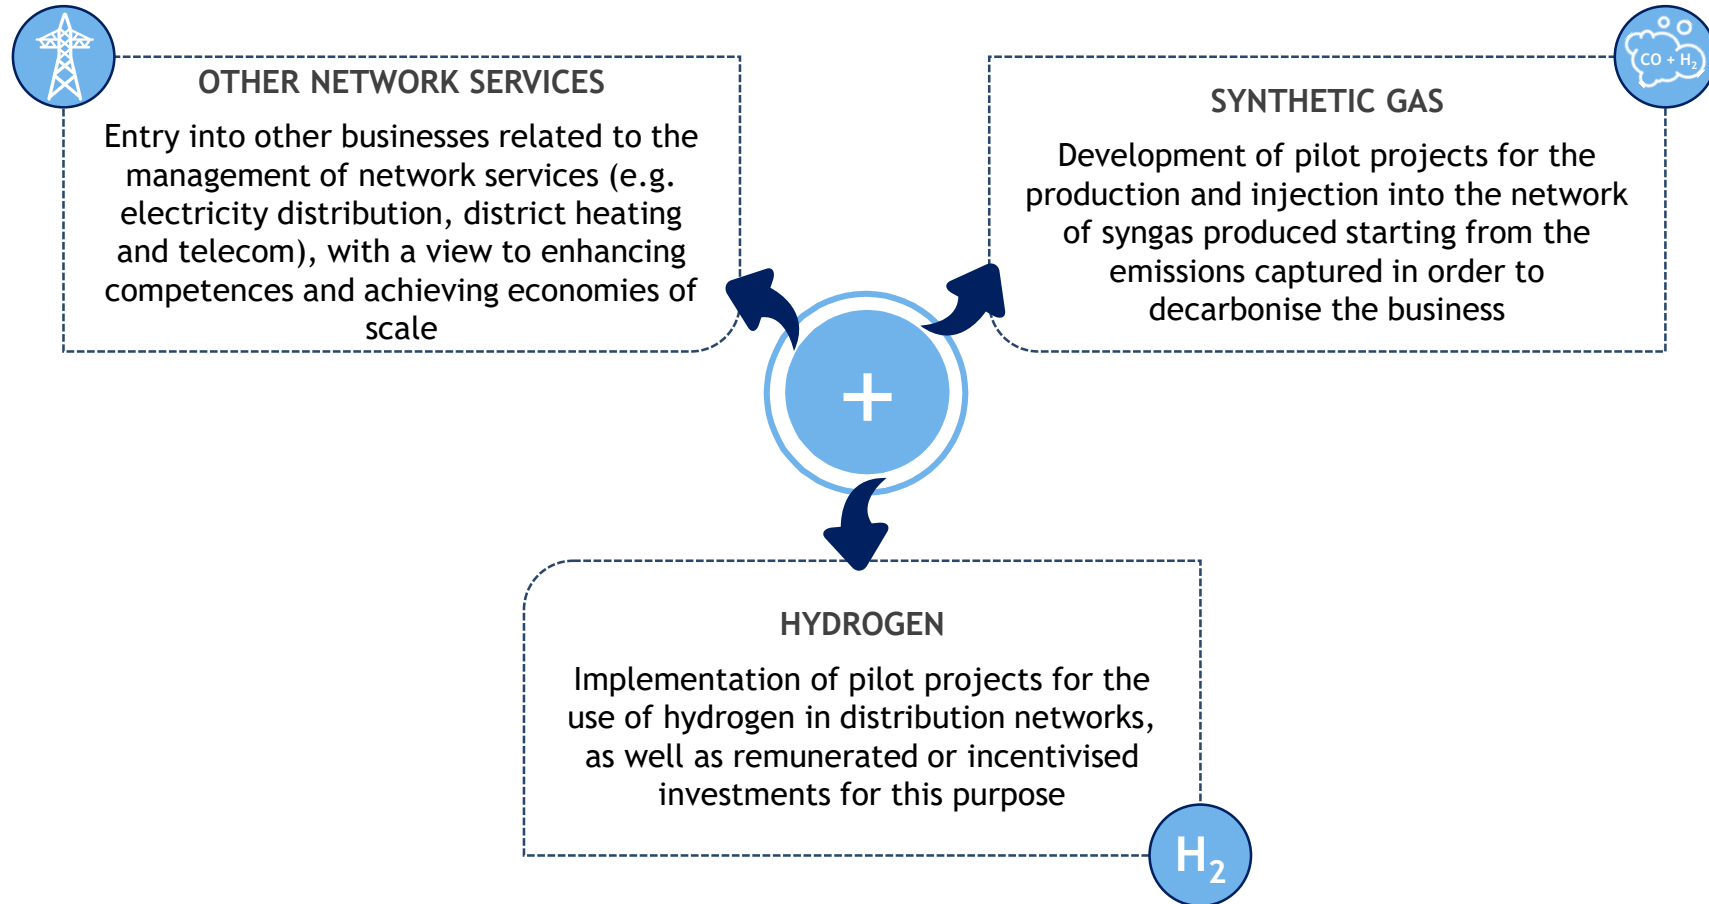 OTHER NETWORK SERVICES
Entry into other businesses related to the
management of network services (e.g.
electricity distribution, district heating
and telecom), with a view to enhancing
competences and achieving economies of
scale
CO + H₂
SYNTHETIC GAS
Development of pilot projects for the
production and injection into the network
of syngas produced starting from the
emissions captured in order to
decarbonise the business
+
HYDROGEN
Implementation of pilot projects for the
use of hydrogen in distribution networks,
as well as remunerated or incentivised
investments for this purpose
H₂